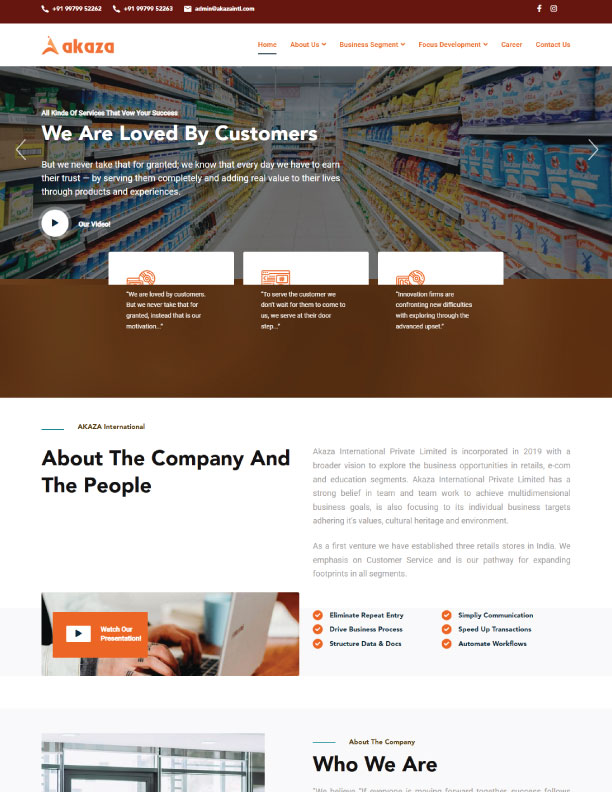 +91 99799 52262 +91 99799 52263 admin@akazaintl.com
akaza
Home About Us Business Segment Focus Development Career Contact Us
All Kinds Of Services That Vow Your Success
We Are Loved By Customers
But we never take that for granted; we know that every day we have to earn
their trust — by serving them completely and adding real value to their lives
through products and experiences.
Our Video!
"We are loved by customers.
But we never take that for
granted, instead that is our
motivation..."
"To serve the customer we
don't wait for them to come to
us, we serve at their door
step..."
"Innovation firms are
confronting new difficulties
with exploring through the
advanced upset."
AKAZA International
About The Company And
The People
Akaza International Private Limited is incorporated in 2019 with a
broader vision to explore the business opportunities in retails, e-com
and education segments. Akaza International Private Limited has a
strong belief in team and team work to achieve multidimensional
business goals, is also focusing to its individual business targets
adhering it's values, cultural heritage and environment.
As a first venture we have established three retails stores in India. We
emphasis on Customer Service and is our pathway for expanding
footprints in all segments.
Watch Our
Presentation!
Eliminate Repeat Entry
Drive Business Process
Structure Data & Docs
Simpliy Communication
Speed Up Transactions
Automate Workflows
About The Company
Who We Are
"We believe "If everyone is moving forward together, success follows